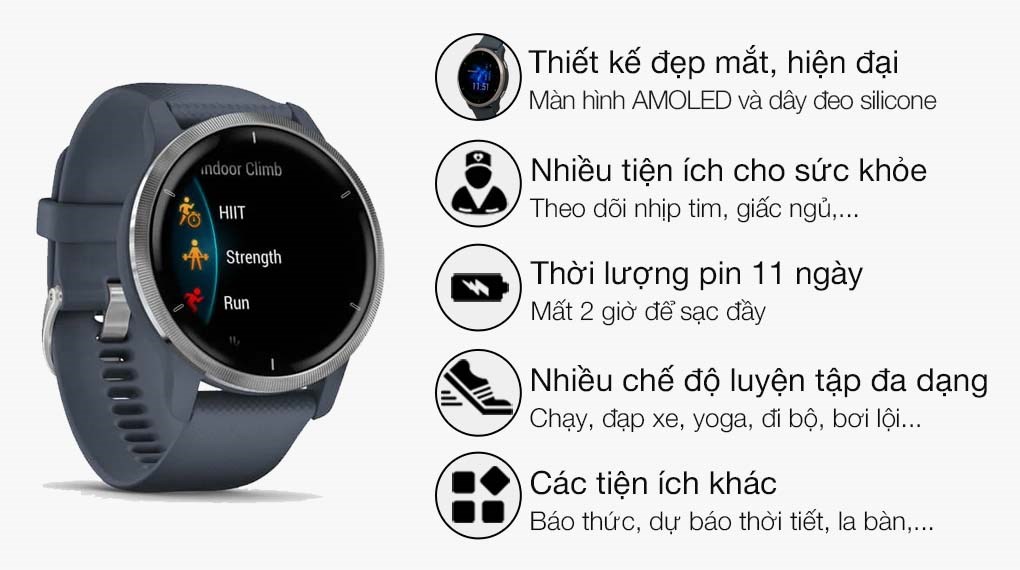 Indoor Climb
HIIT
Strength
Run
11:51
Thiết kế đẹp mắt, hiện đại
Màn hình AMOLED và dây đeo silicone
Nhiều tiện ích cho sức khỏe
Theo dõi nhịp tim, giấc ngủ,...
Thời lượng pin 11 ngày
Mất 2 giờ để sạc đầy
Nhiều chế độ luyện tập đa dạng
Chạy, đạp xe, yoga, đi bộ, bơi lội...
Các tiện ích khác
Báo thức, dự báo thời tiết, la bàn,...